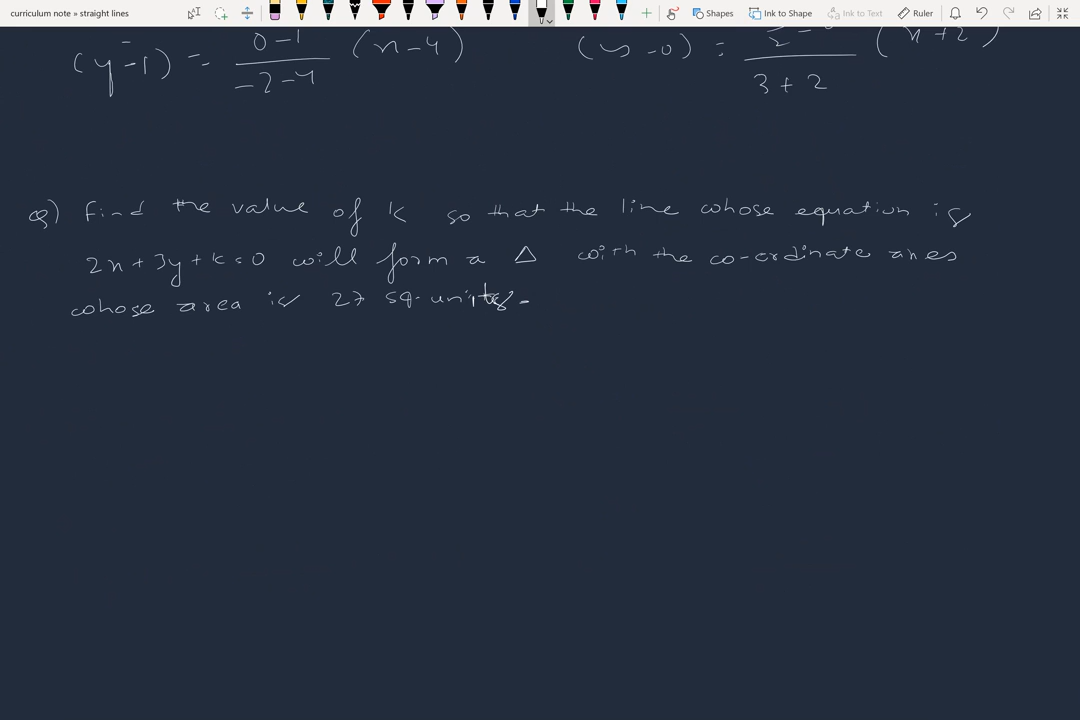 curriculum note » straight lines
Shapes Ink to Shape Ink to Text Ruler
0-1
(y-1) = (x-4)
-2-4
(y-0) = (x+2)
3+2
Q) Find the value of k so that the line whose equation is
2x+3y+k=0 will form a △ with the co-ordinate axes
whose area is 27 sq. units.